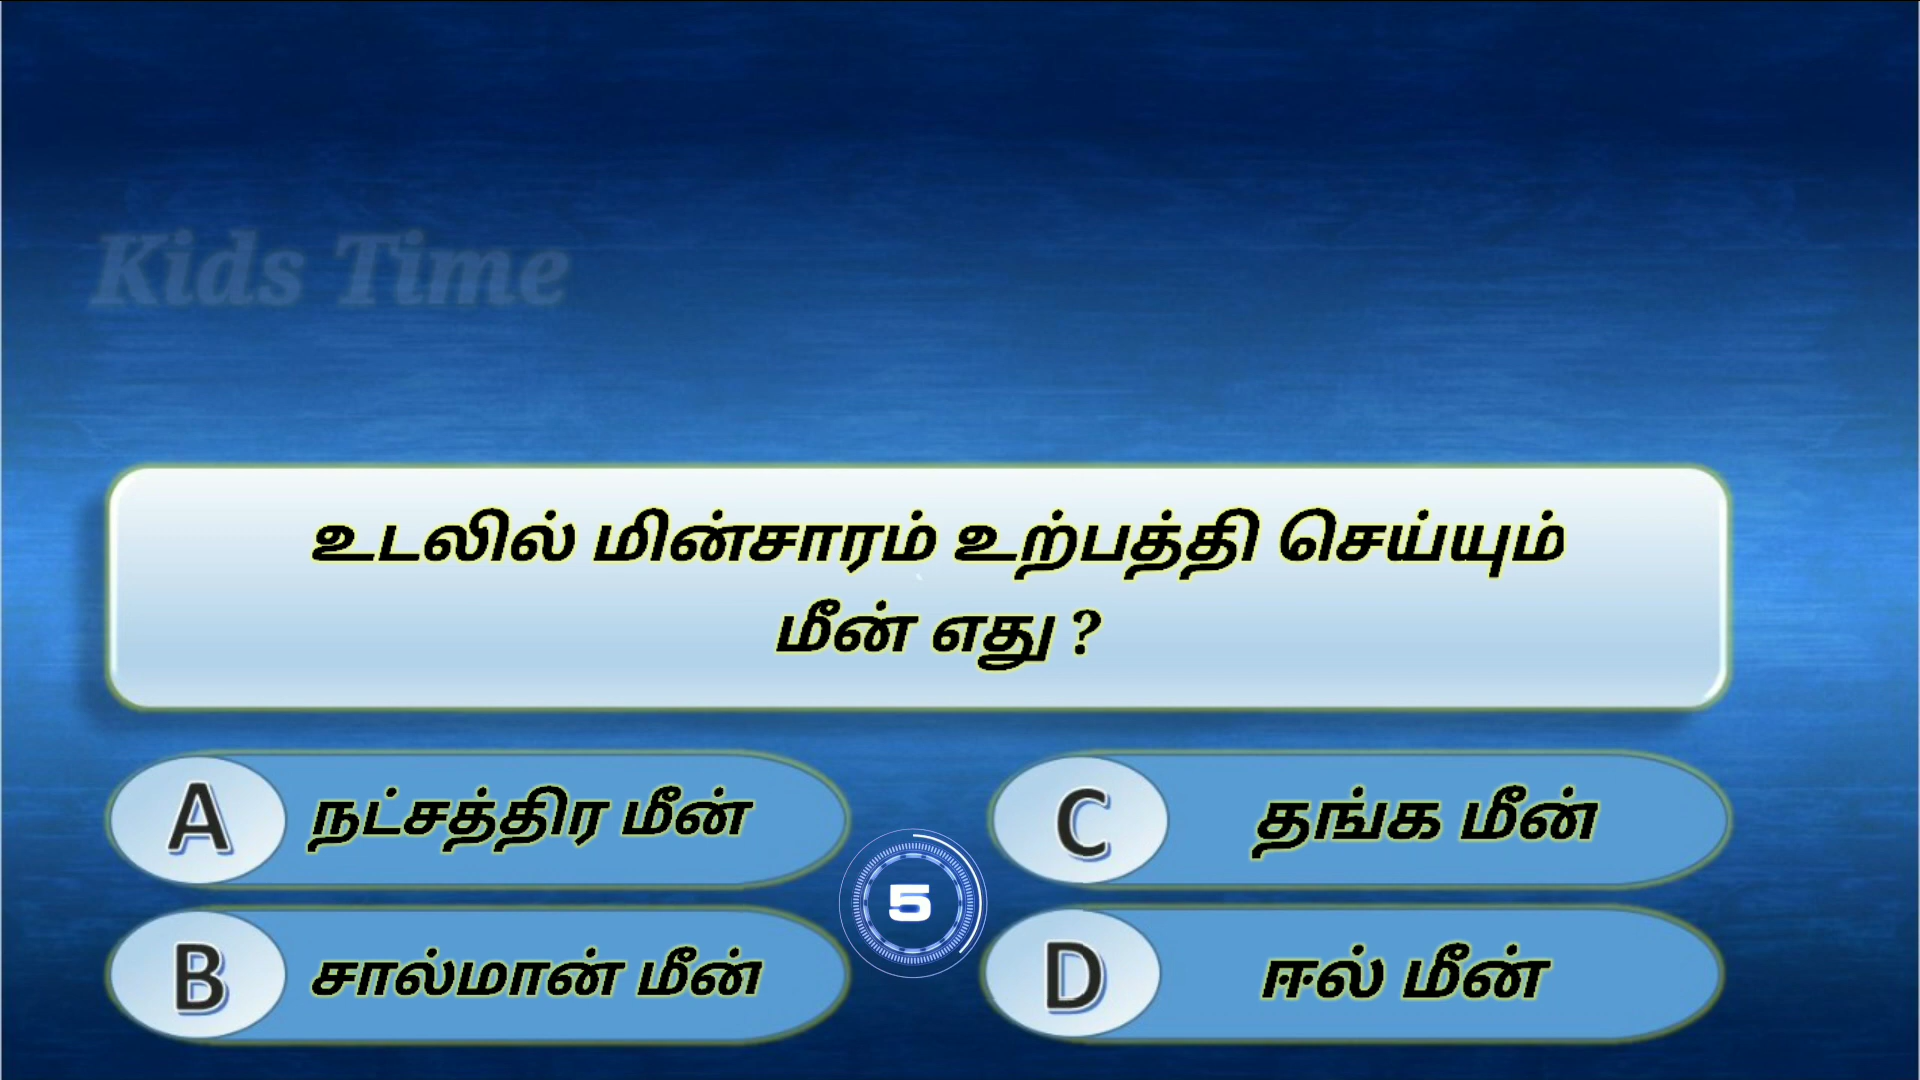 Kids Time
உடலில் மின்சாரம் உற்பத்தி செய்யும்
மீன் எது ?
A நட்சத்திர மீன்
B சால்மான் மீன்
C தங்க மீன்
D ஈல் மீன்
5